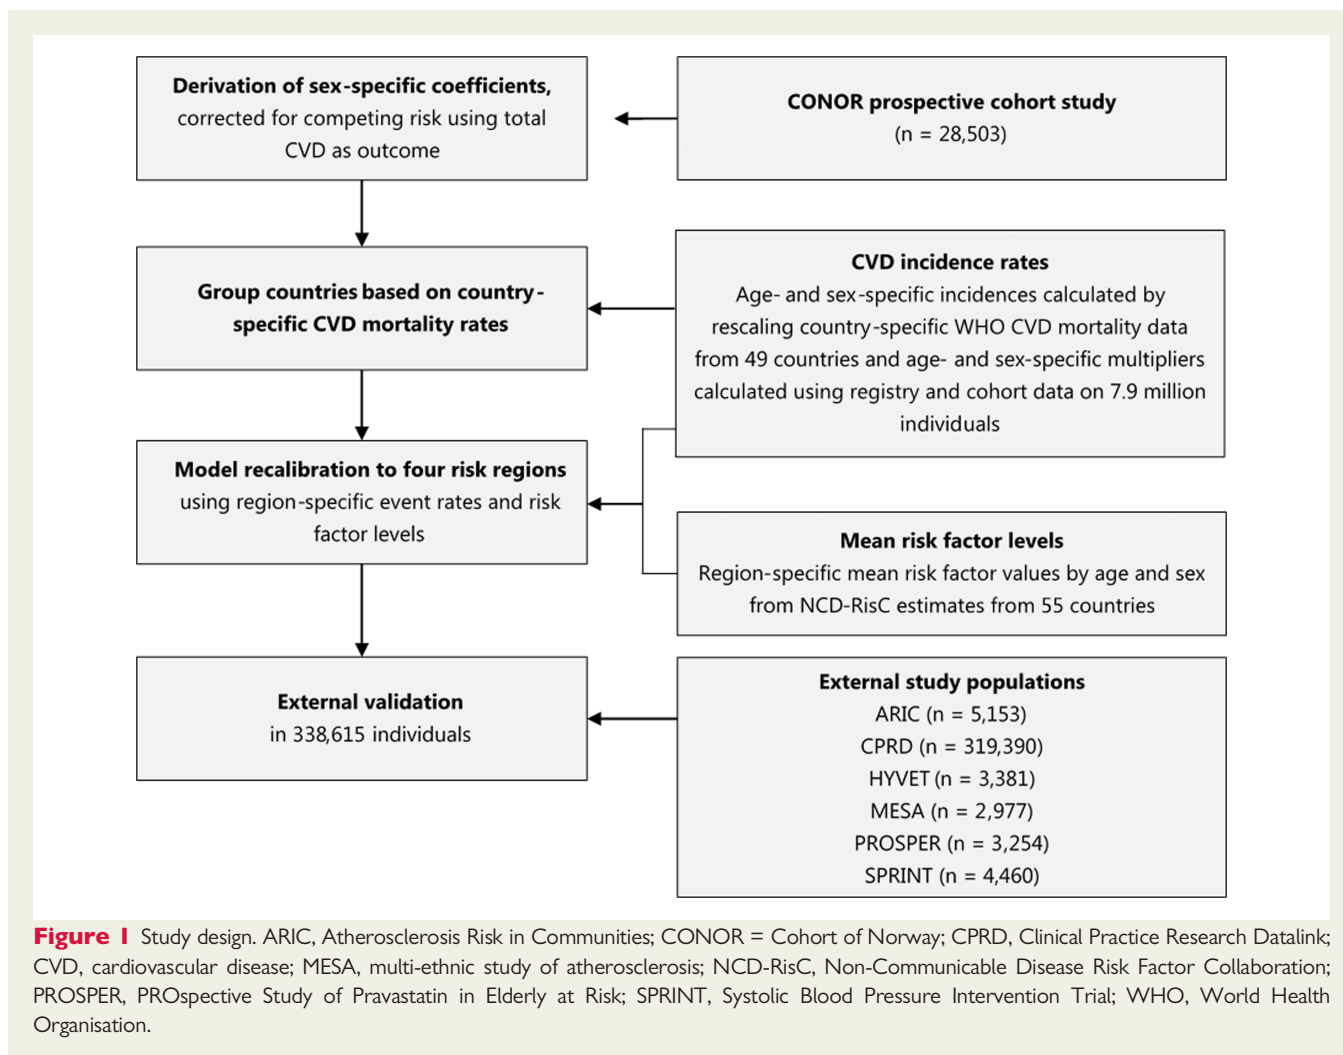 Derivation of sex-specific coefficients,
corrected for competing risk using total
CVD as outcome
CONOR prospective cohort study
(n = 28,503)
Group countries based on country-
specific CVD mortality rates
CVD incidence rates
Age- and sex-specific incidences calculated by
rescaling country-specific WHO CVD mortality data
from 49 countries and age- and sex-specific multipliers
calculated using registry and cohort data on 7.9 million
individuals
Model recalibration to four risk regions
using region-specific event rates and risk
factor levels
Mean risk factor levels
Region-specific mean risk factor values by age and sex
from NCD-RisC estimates from 55 countries
External validation
in 338,615 individuals
External study populations
ARIC (n = 5,153)
CPRD (n = 319,390)
HYVET (n = 3,381)
MESA (n = 2,977)
PROSPER (n = 3,254)
SPRINT (n = 4,460)
Figure 1 Study design. ARIC, Atherosclerosis Risk in Communities; CONOR = Cohort of Norway; CPRD, Clinical Practice Research Datalink;
CVD, cardiovascular disease; MESA, multi-ethnic study of atherosclerosis; NCD-RisC, Non-Communicable Disease Risk Factor Collaboration;
PROSPER, PROspective Study of Pravastatin in Elderly at Risk; SPRINT, Systolic Blood Pressure Intervention Trial; WHO, World Health
Organisation.